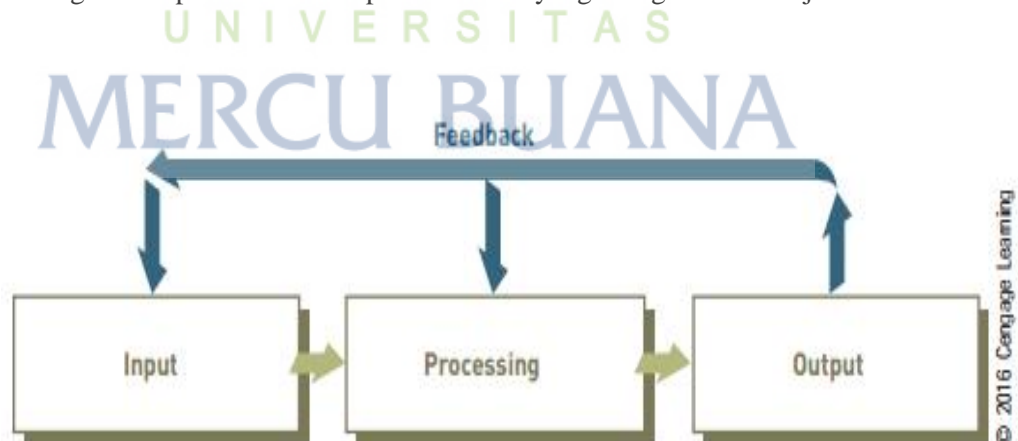 UNIVERSITAS
MERCU BUANA
Feedback
Input
Processing
Output
© 2016 Cengage Learning